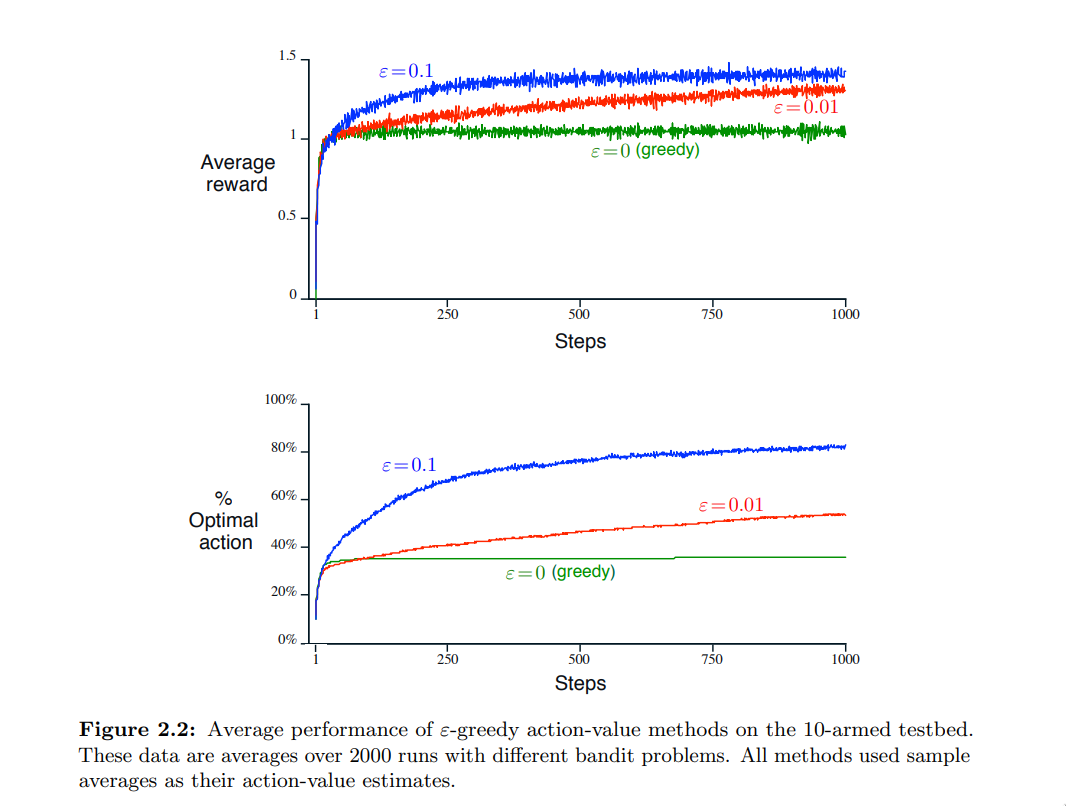 1.5
ε=0.1
ε=0.01
1
ε=0 (greedy)
Average
reward
0.5
0
1
250
500
750
1000
Steps
100%
80%
ε=0.1
60%
%
Optimal
action
ε=0.01
40%
ε=0 (greedy)
20%
0%
1
250
500
750
1000
Steps
Figure 2.2: Average performance of ε-greedy action-value methods on the 10-armed testbed.
These data are averages over 2000 runs with different bandit problems. All methods used sample
averages as their action-value estimates.